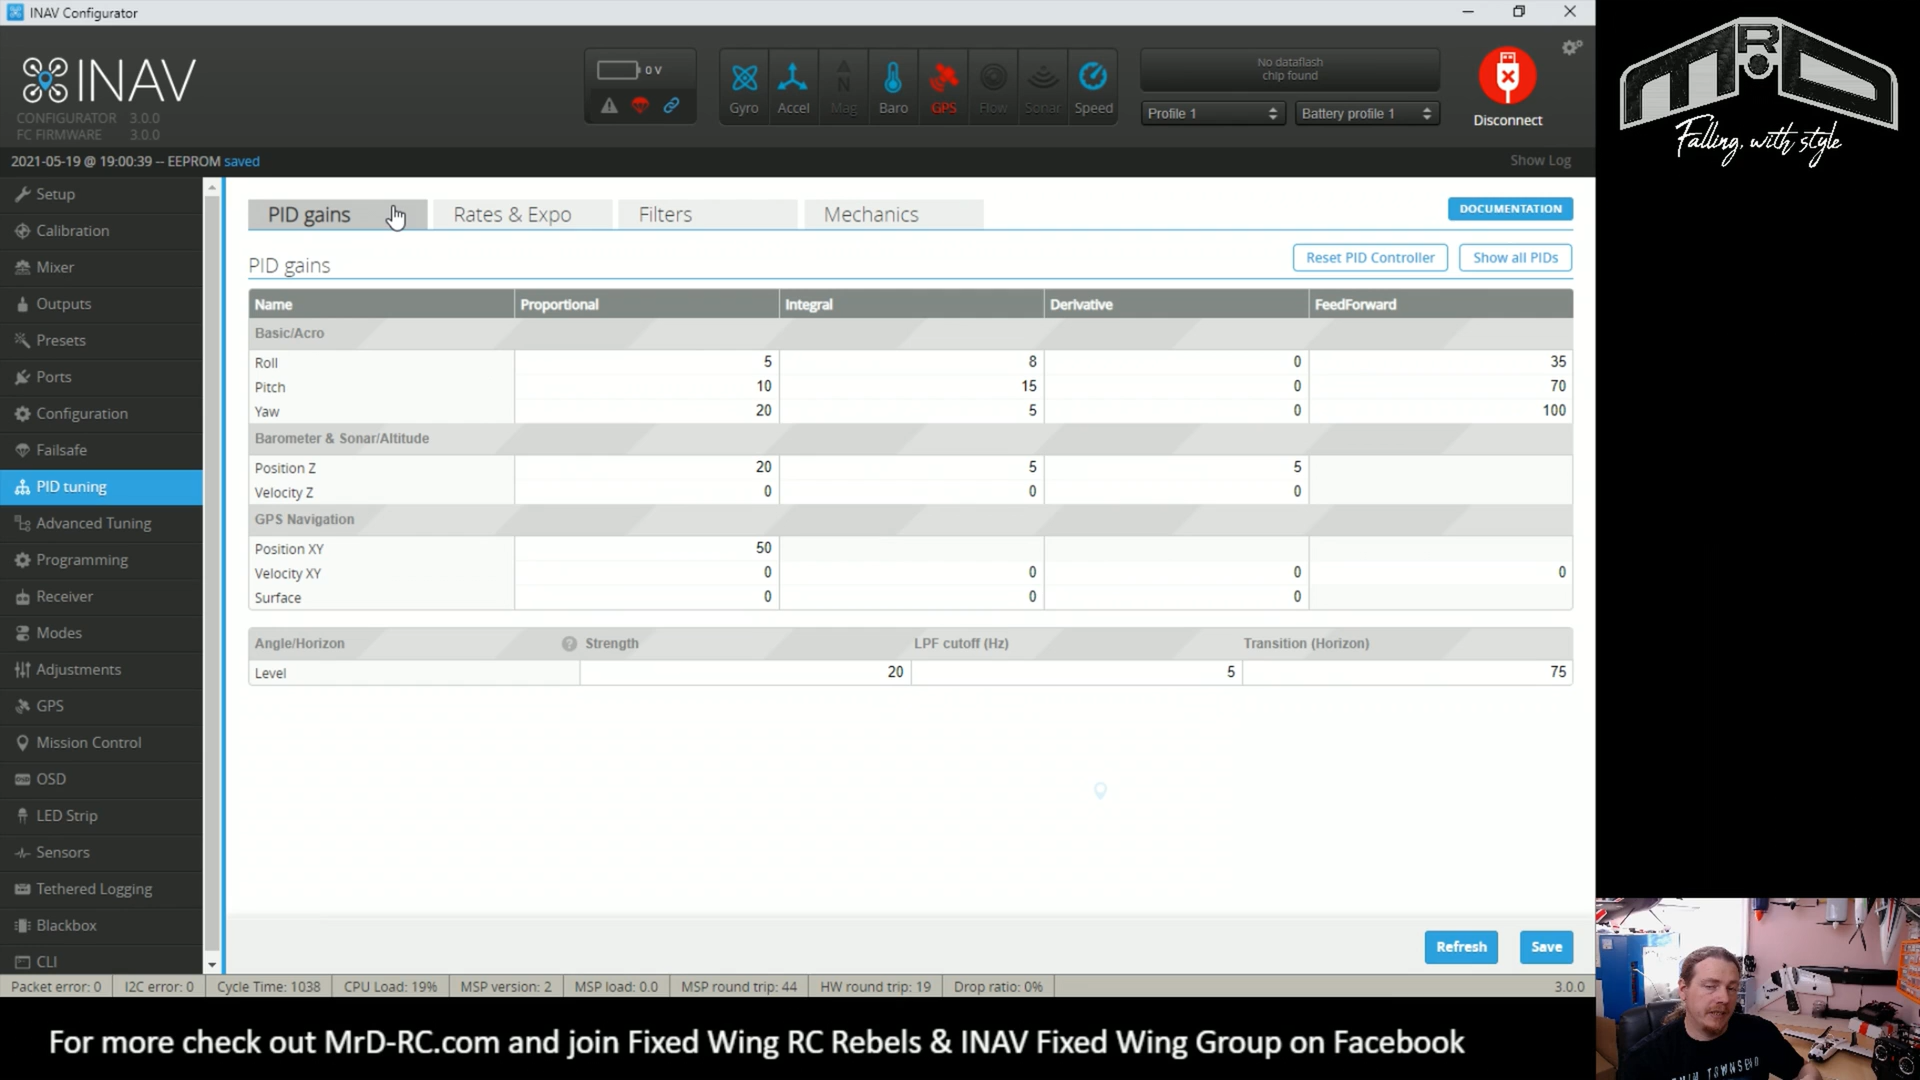 INAV Configurator
INAV
CONFIGURATOR 3.0.0
FC FIRMWARE 3.0.0
0 V
Gyro Accel Mag Baro GPS Flow Sonar Speed
No dataflash
chip found
Profile 1
Battery profile 1
Disconnect
MRD
Falling, with style
2021-05-19 @ 19:00:39 -- EEPROM saved
Show Log
Setup
Calibration
Mixer
Outputs
Presets
Ports
Configuration
Failsafe
PID tuning
Advanced Tuning
Programming
Receiver
Modes
Adjustments
GPS
Mission Control
OSD
LED Strip
Sensors
Tethered Logging
Blackbox
CLI
PID gains Rates & Expo Filters Mechanics
DOCUMENTATION
PID gains
Reset PID Controller
Show all PIDs
Name Proportional Integral Derivative FeedForward
Basic/Acro
Roll 5 8 0 35
Pitch 10 15 0 70
Yaw 20 5 0 100
Barometer & Sonar/Altitude
Position Z 20 5 5
Velocity Z 0 0 0
GPS Navigation
Position XY 50
Velocity XY 0 0 0 0
Surface 0 0 0
Angle/Horizon ? Strength LPF cutoff (Hz) Transition (Horizon)
Level 20 5 75
Refresh
Save
Packet error: 0 I2C error: 0 Cycle Time: 1038 CPU Load: 19% MSP version: 2 MSP load: 0.0 MSP round trip: 44 HW round trip: 19 Drop ratio: 0% 3.0.0
For more check out MrD-RC.com and join Fixed Wing RC Rebels & INAV Fixed Wing Group on Facebook